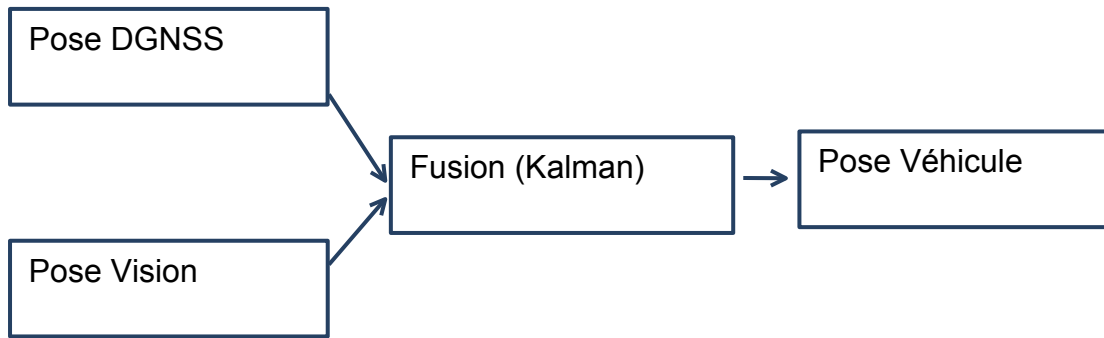 Pose DGNSS
Pose Vision
Fusion (Kalman)
Pose Véhicule